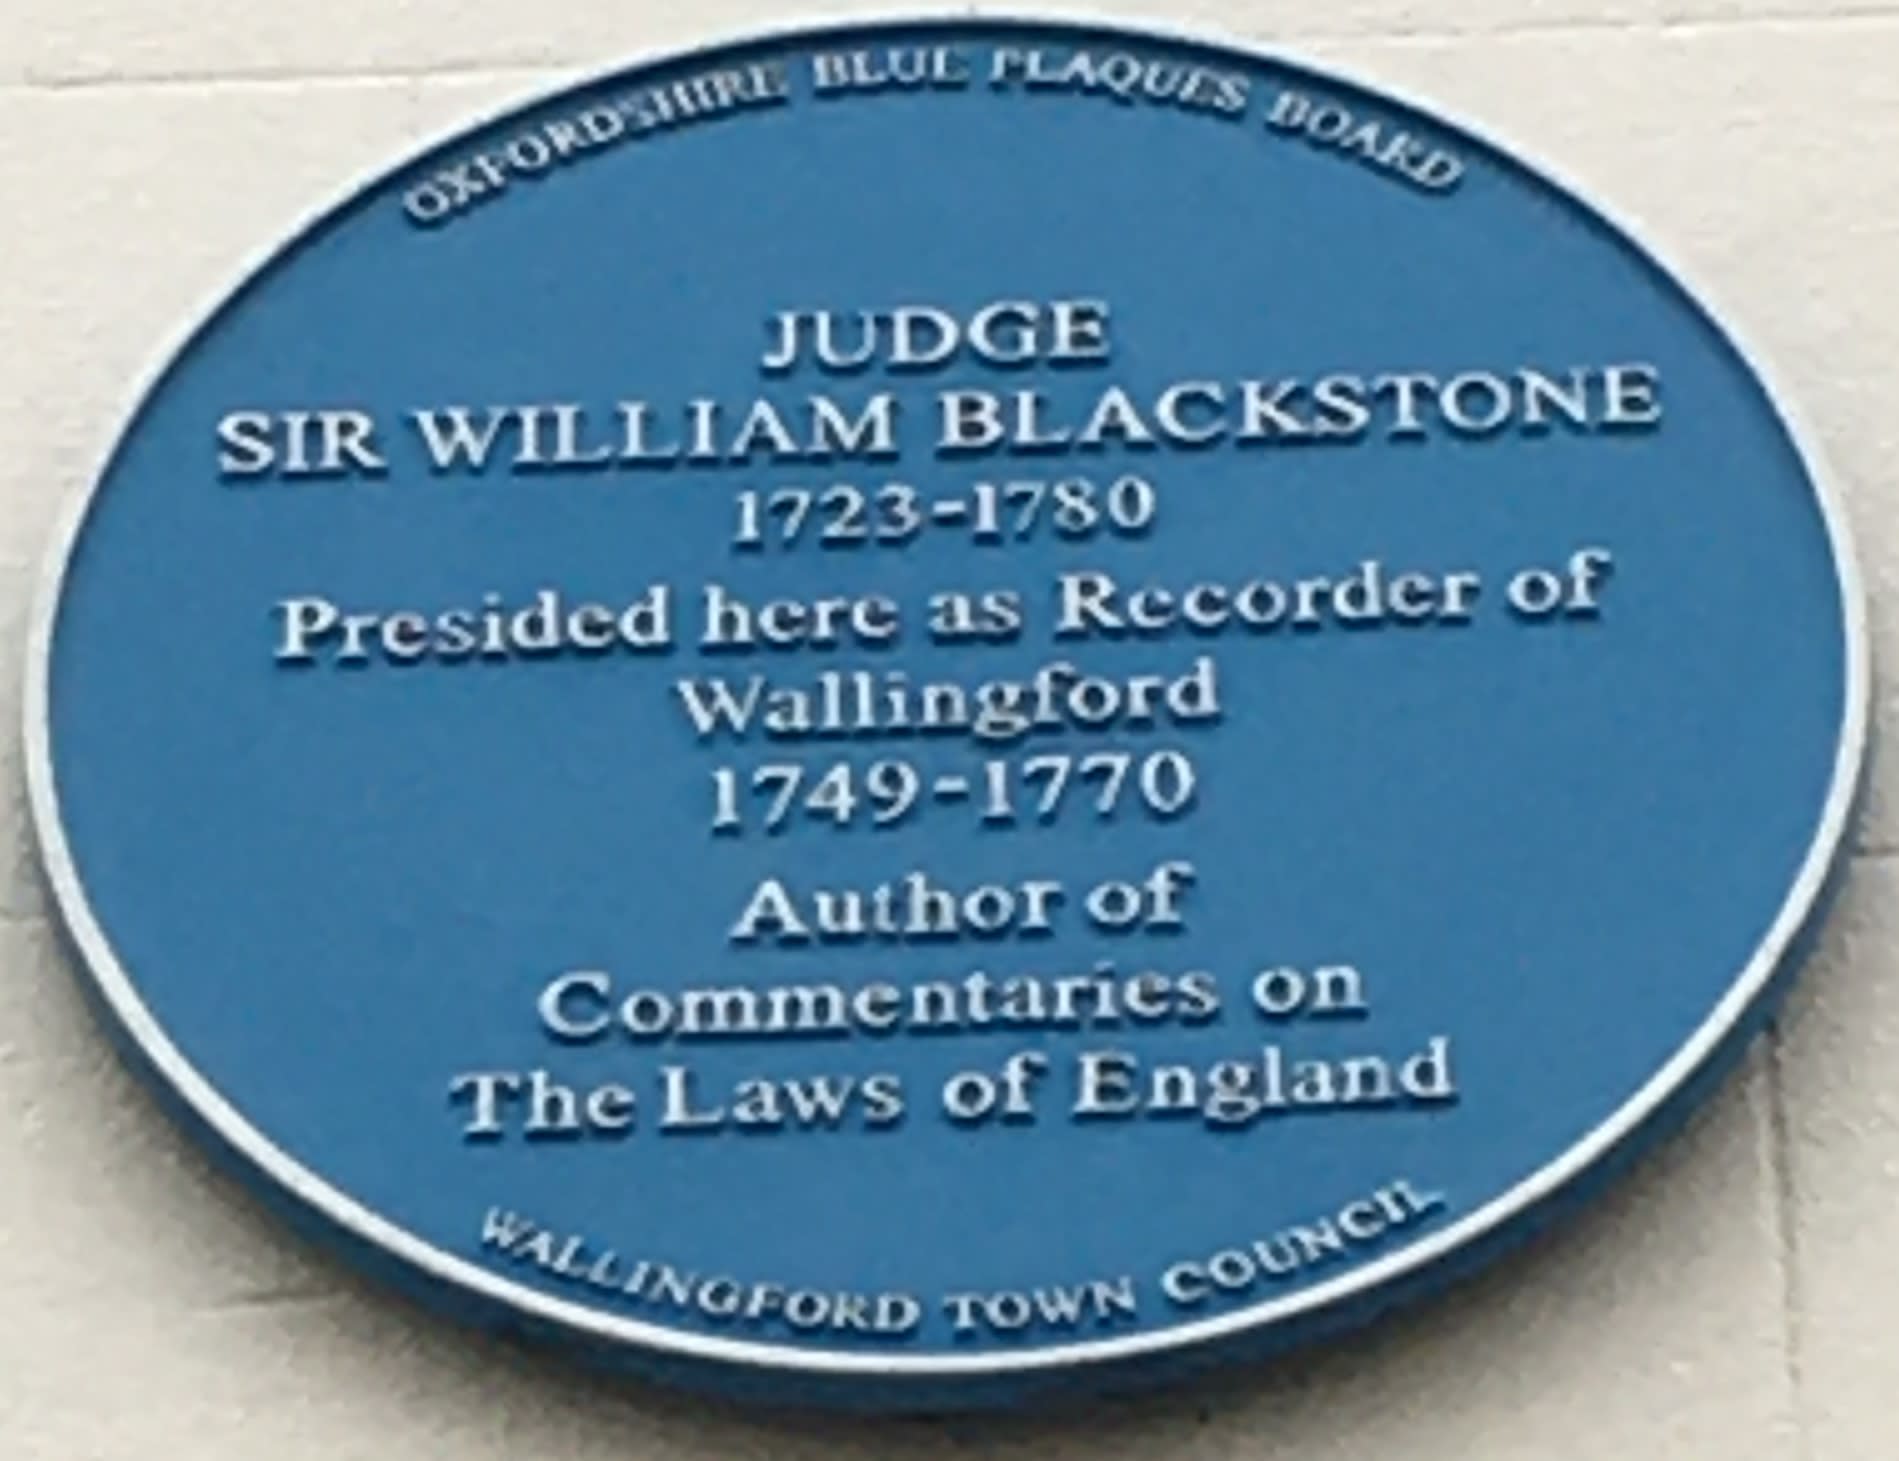 OXFORDSHIRE BLUE PLAQUES BOARD
JUDGE
SIR WILLIAM BLACKSTONE
1723-1780
Presided here as Recorder of
Wallingford
1749-1770
Author of
Commentaries on
The Laws of England
WALLINGFORD TOWN COUNCIL